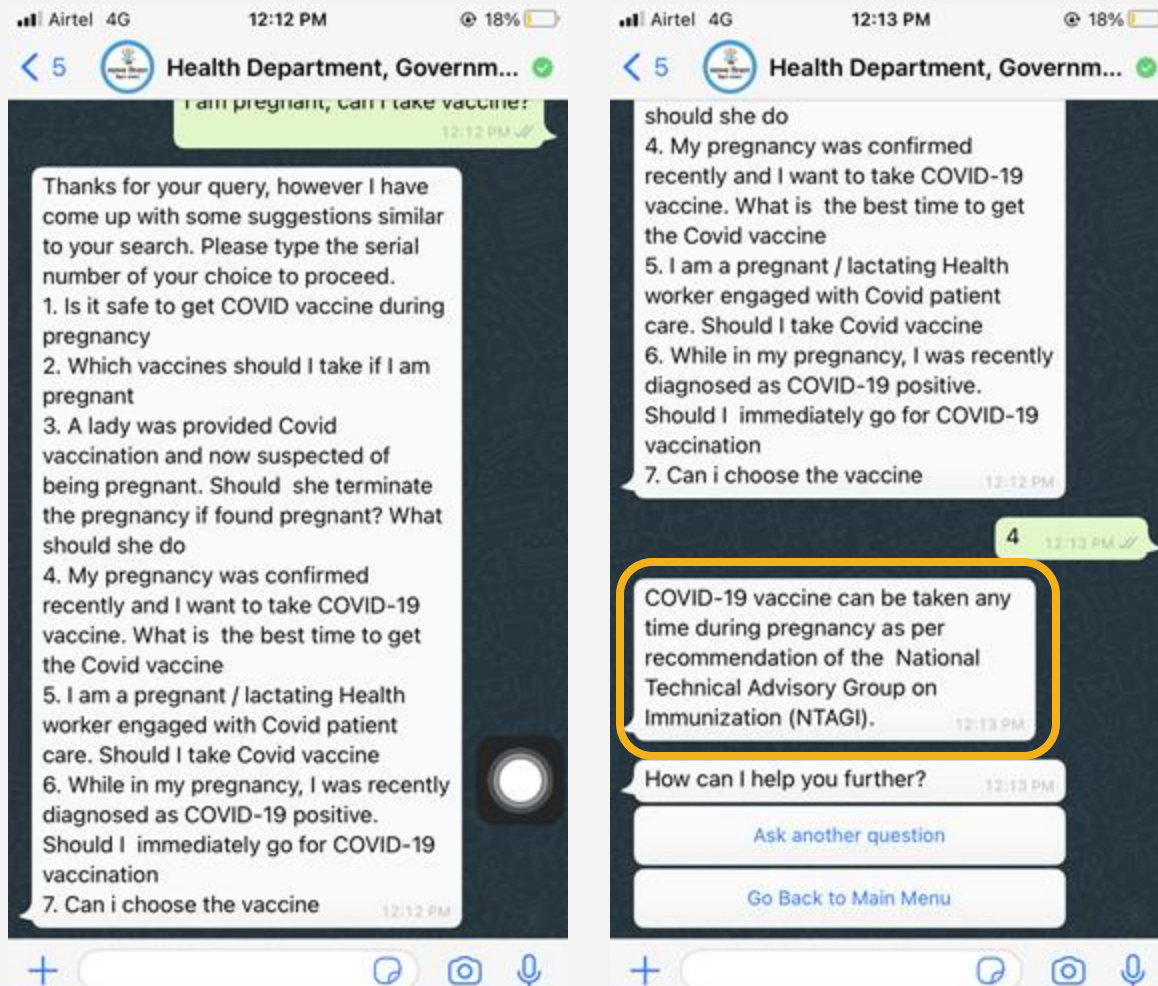 Airtel 4G 12:12 PM 18%
5 Health Department, Governm...
I am pregnant, can I take vaccine?
12:12 PM
Thanks for your query, however I have
come up with some suggestions similar
to your search. Please type the serial
number of your choice to proceed.
1. Is it safe to get COVID vaccine during
pregnancy
2. Which vaccines should I take if I am
pregnant
3. A lady was provided Covid
vaccination and now suspected of
being pregnant. Should she terminate
the pregnancy if found pregnant? What
should she do
4. My pregnancy was confirmed
recently and I want to take COVID-19
vaccine. What is the best time to get
the Covid vaccine
5. I am a pregnant / lactating Health
worker engaged with Covid patient
care. Should I take Covid vaccine
6. While in my pregnancy, I was recently
diagnosed as COVID-19 positive.
Should I immediately go for COVID-19
vaccination
7. Can i choose the vaccine 12:12 PM
Airtel 4G 12:13 PM 18%
5 Health Department, Governm...
should she do
4. My pregnancy was confirmed
recently and I want to take COVID-19
vaccine. What is the best time to get
the Covid vaccine
5. I am a pregnant / lactating Health
worker engaged with Covid patient
care. Should I take Covid vaccine
6. While in my pregnancy, I was recently
diagnosed as COVID-19 positive.
Should I immediately go for COVID-19
vaccination
7. Can i choose the vaccine 12:12 PM
4 12:13 PM
COVID-19 vaccine can be taken any
time during pregnancy as per
recommendation of the National
Technical Advisory Group on
Immunization (NTAGI). 12:13 PM
How can I help you further? 12:13 PM
Ask another question
Go Back to Main Menu